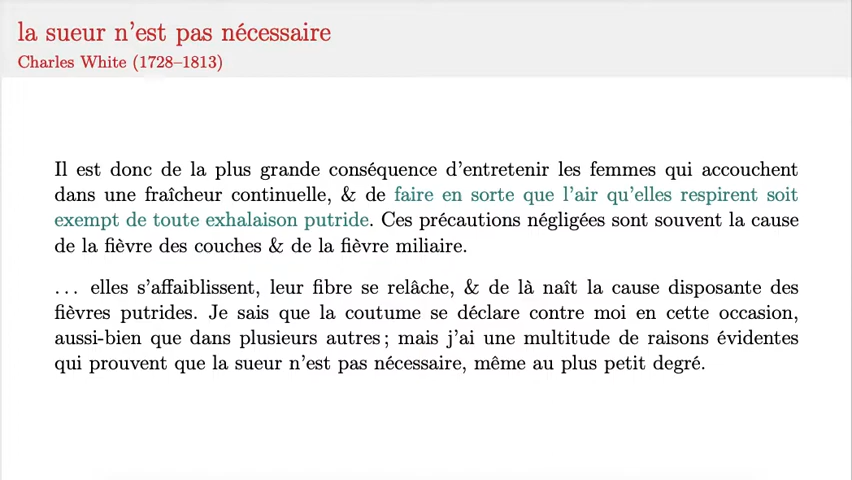 la sueur n'est pas nécessaire
Charles White (1728–1813)
Il est donc de la plus grande conséquence d'entretenir les femmes qui accouchent
dans une fraîcheur continuelle, & de faire en sorte que l'air qu'elles respirent soit
exempt de toute exhalaison putride. Ces précautions négligées sont souvent la cause
de la fièvre des couches & de la fièvre miliaire.
... elles s'affaiblissent, leur fibre se relâche, & de là naît la cause disposante des
fièvres putrides. Je sais que la coutume se déclare contre moi en cette occasion,
aussi-bien que dans plusieurs autres ; mais j'ai une multitude de raisons évidentes
qui prouvent que la sueur n'est pas nécessaire, même au plus petit degré.